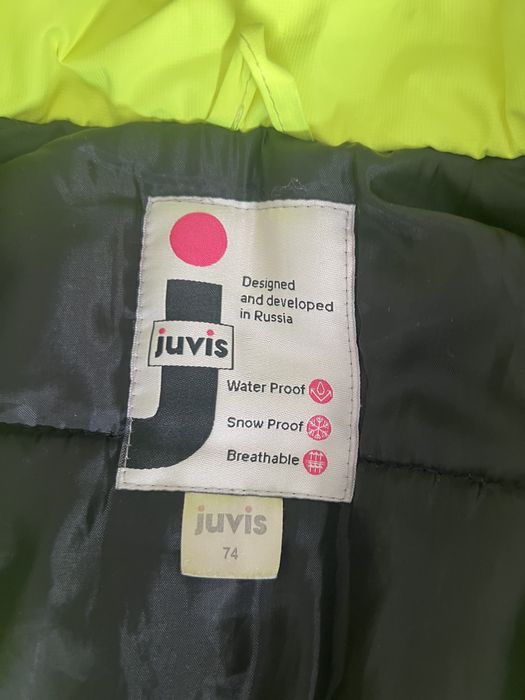 Designed
and developed
in Russia
juvis
Water Proof
Snow Proof
Breathable
juvis
74